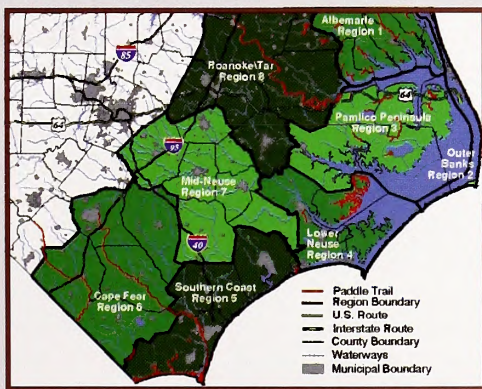 Albemarle
Region 1
85
Roanoke/Tar
Region 8
64
64
Pamlico Peninsula
Region 3
95
Outer
Banks
Region 2
Mid-Neuse
Region 7
Lower
Neuse
Region 4
40
Southern Coast
Region 5
Cape Fear
Region 6
Paddle Trail
Region Boundary
U.S. Route
Interstate Route
County Boundary
Waterways
Municipal Boundary